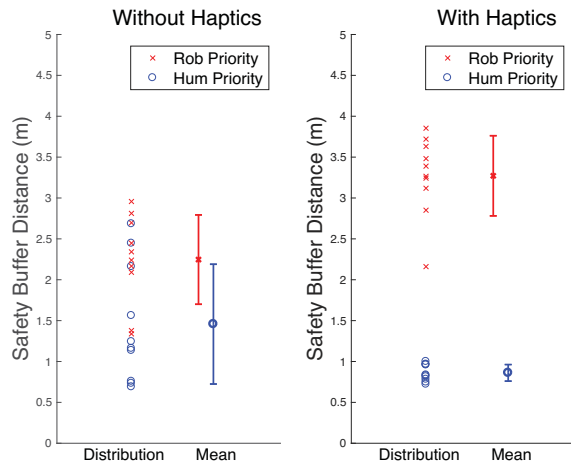 Without Haptics
Safety Buffer Distance (m)
5
4.5
4
3.5
3
2.5
2
1.5
1
0.5
0
Rob Priority
Hum Priority
Distribution Mean
With Haptics
Safety Buffer Distance (m)
5
4.5
4
3.5
3
2.5
2
1.5
1
0.5
0
Rob Priority
Hum Priority
Distribution Mean